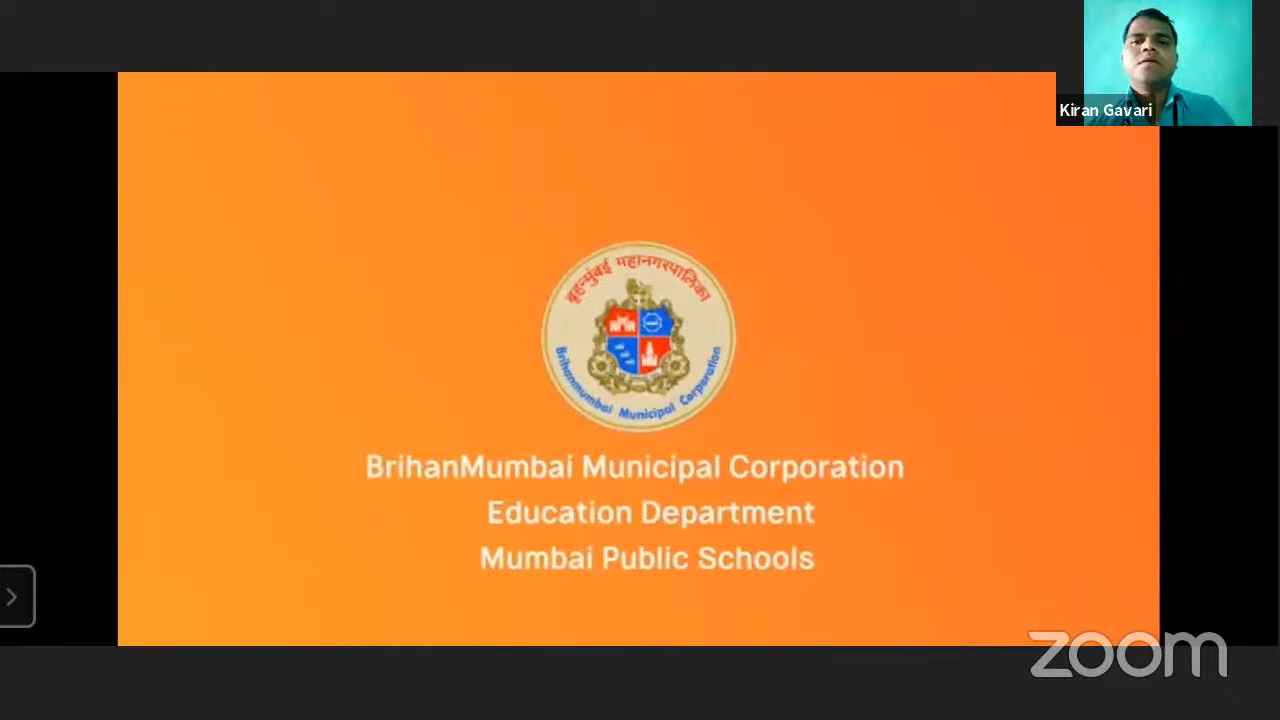 Kiran Gavari
बृहन्मुंबई महानगरपालिका
Brihanmumbai Municipal Corporation
BrihanMumbai Municipal Corporation
Education Department
Mumbai Public Schools
zoom